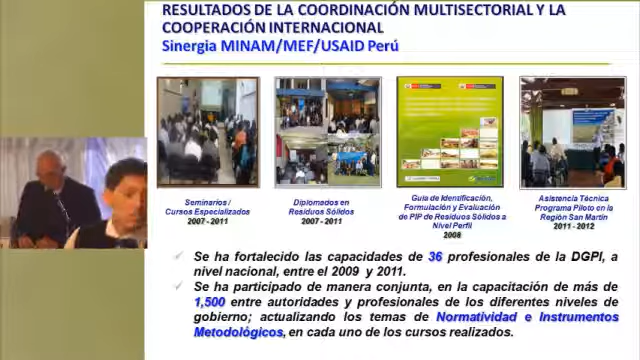 RESULTADOS DE LA COORDINACIÓN MULTISECTORIAL Y LA
COOPERACIÓN INTERNACIONAL
Sinergia MINAM/MEF/USAID Perú
Seminarios /
Cursos Especializados
2007 - 2011
Diplomados en
Residuos Sólidos
2007 - 2011
Guía de Identificación,
Formulación y Evaluación
de PIP de Residuos Sólidos a
Nivel Perfil
2008
Asistencia Técnica
Programa Piloto en la
Región San Martín
2011 - 2012
Se ha fortalecido las capacidades de 36 profesionales de la DGPI, a
nivel nacional, entre el 2009 y 2011.
Se ha participado de manera conjunta, en la capacitación de más de
1,500 entre autoridades y profesionales de los diferentes niveles de
gobierno; actualizando los temas de Normatividad e Instrumentos
Metodológicos, en cada uno de los cursos realizados.